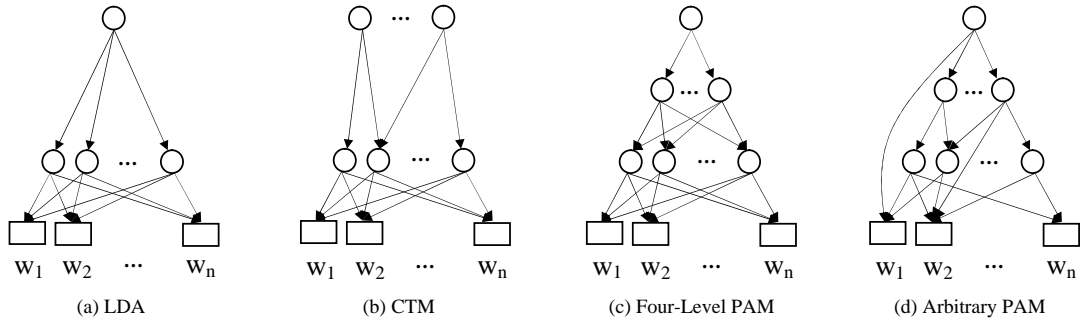 ...
... ...
... ... ... ...
w1 w2 ... wn w1 w2 ... wn w1 w2 ... wn w1 w2 ... wn
(a) LDA (b) CTM (c) Four-Level PAM (d) Arbitrary PAM